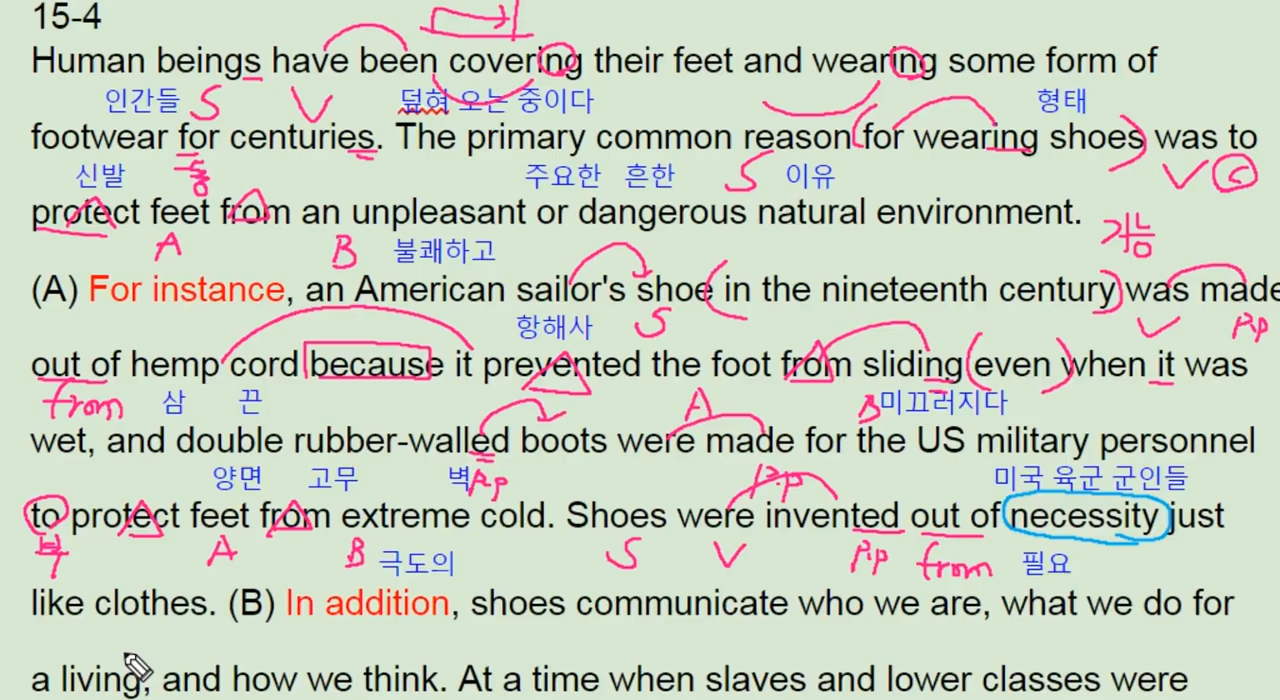 15-4
Human beings have been covering their feet and wearing some form of
인간들 S V 덮혀 오는 중이다 형태
footwear for centuries. The primary common reason (for wearing shoes) was to
신발 동 주요한 흔한 S 이유 V C
protect feet from an unpleasant or dangerous natural environment.
A B 불쾌하고 가능
(A) For instance, an American sailor's shoe (in the nineteenth century) was made
항해사 S V p.p
out of hemp cord because it prevented the foot from sliding (even) when it was
from 삼 끈 A B 미끄러지다
wet, and double rubber-walled boots were made for the US military personnel
양면 고무 벽 p.p p.p 미국 육군 군인들
to protect feet from extreme cold. Shoes were invented out of necessity just
부 A B 극도의 S V p.p from 필요
like clothes. (B) In addition, shoes communicate who we are, what we do for
a living, and how we think. At a time when slaves and lower classes were